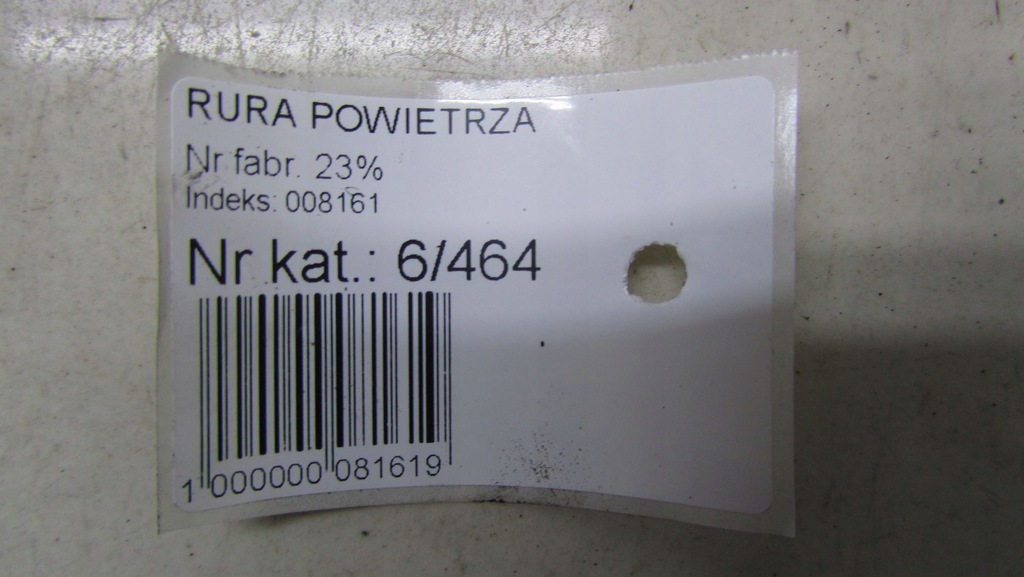 RURA POWIETRZA
Nr fabr. 23%
Indeks: 008161
Nr kat.: 6/464
1 000000 081619